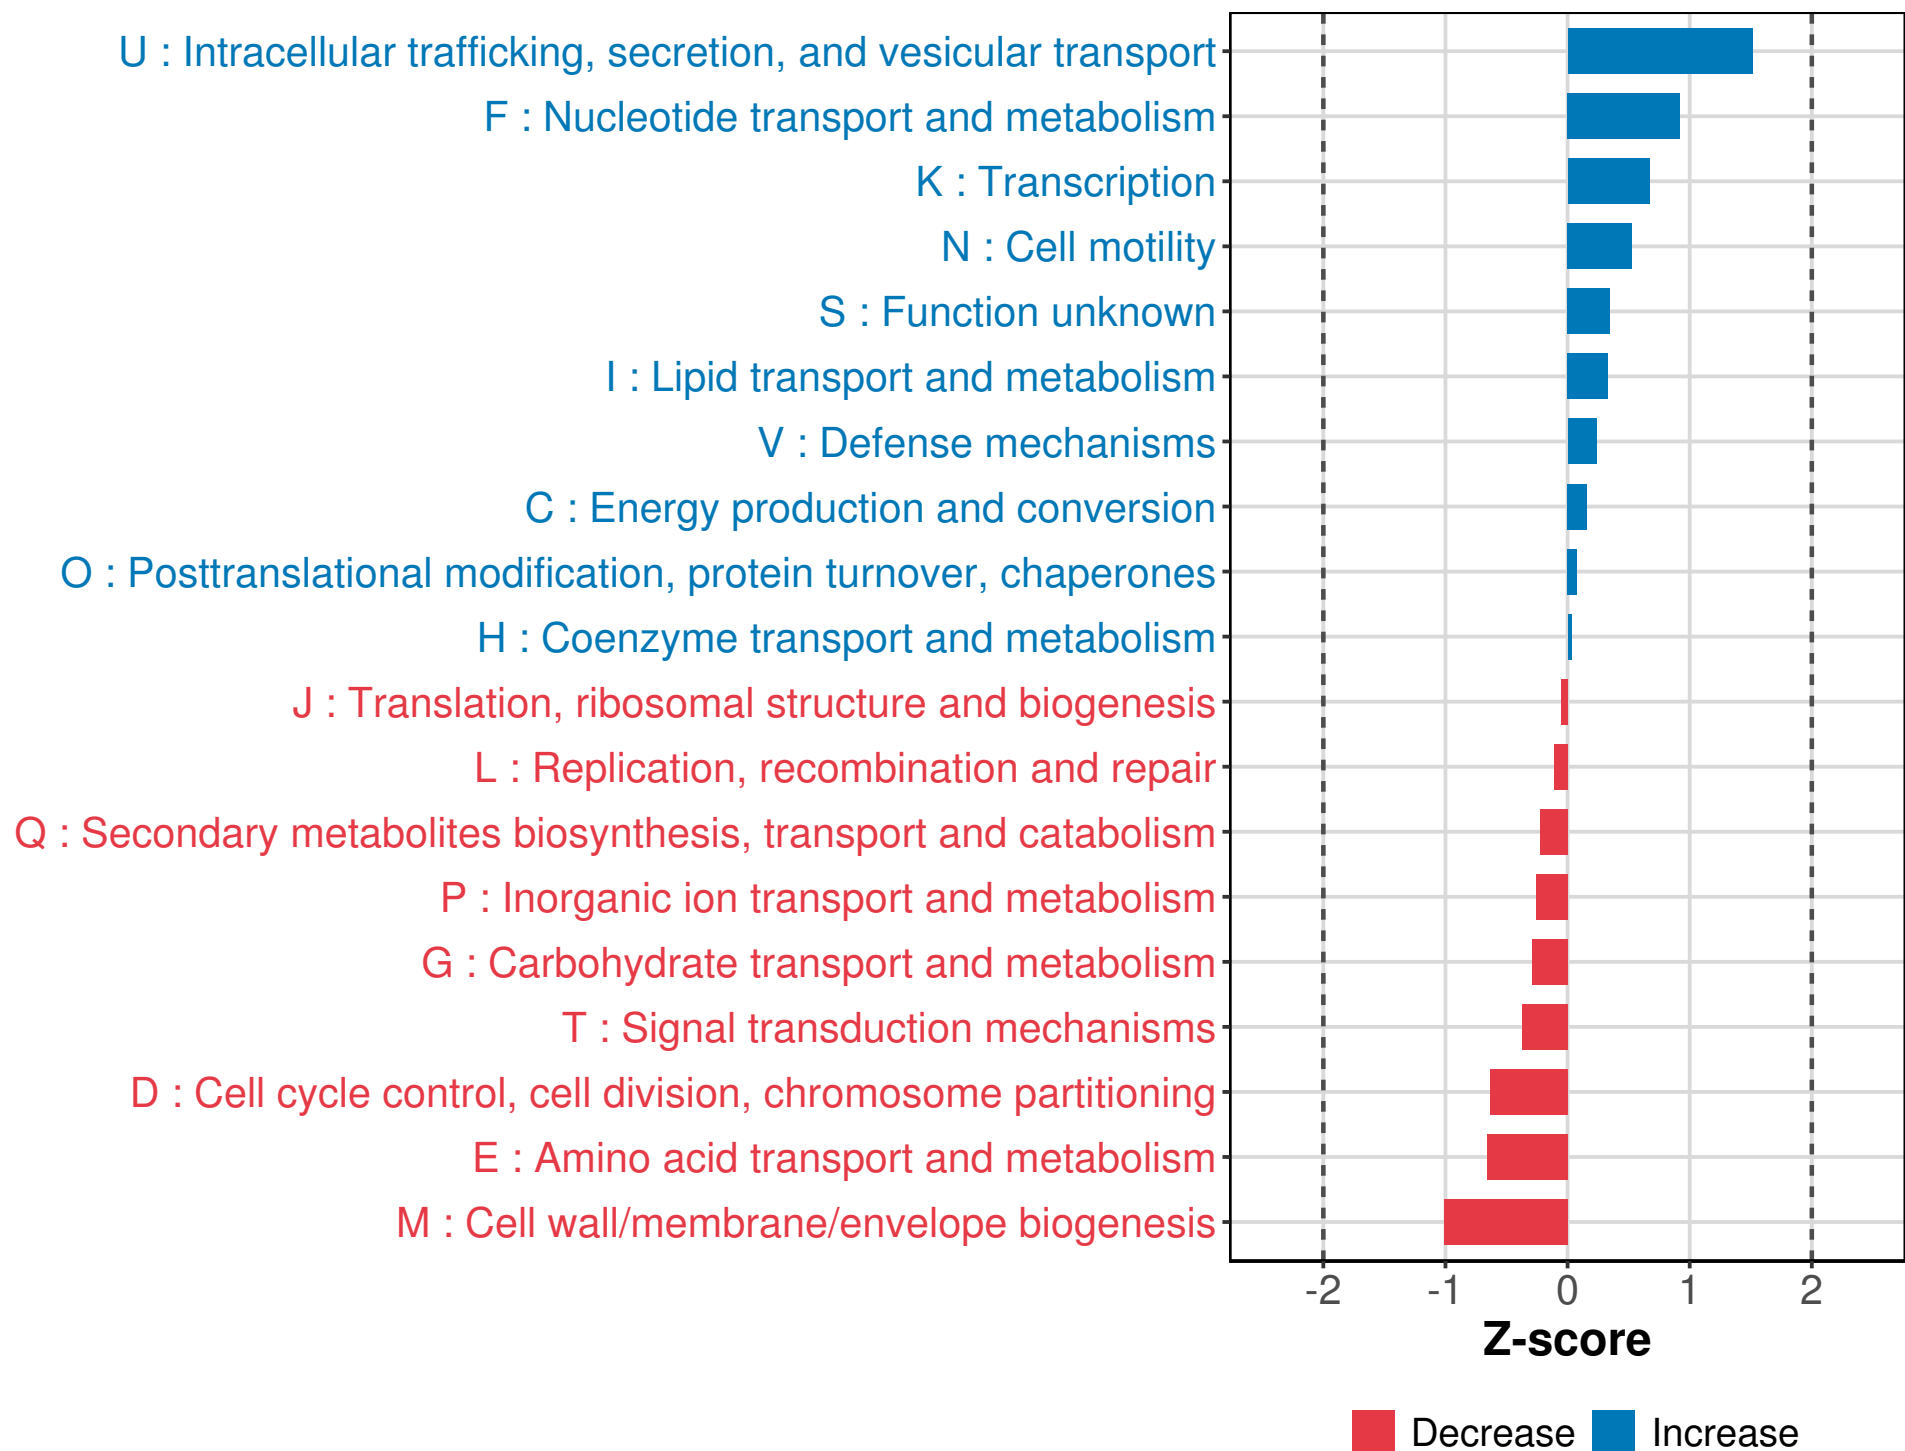 U : Intracellular trafficking, secretion, and vesicular transport
F : Nucleotide transport and metabolism
K : Transcription
N : Cell motility
S : Function unknown
I : Lipid transport and metabolism
V : Defense mechanisms
C : Energy production and conversion
O : Posttranslational modification, protein turnover, chaperones
H : Coenzyme transport and metabolism
J : Translation, ribosomal structure and biogenesis
L : Replication, recombination and repair
Q : Secondary metabolites biosynthesis, transport and catabolism
P : Inorganic ion transport and metabolism
G : Carbohydrate transport and metabolism
T : Signal transduction mechanisms
D : Cell cycle control, cell division, chromosome partitioning
E : Amino acid transport and metabolism
M : Cell wall/membrane/envelope biogenesis
-2 -1 0 1 2
Z-score
Decrease Increase